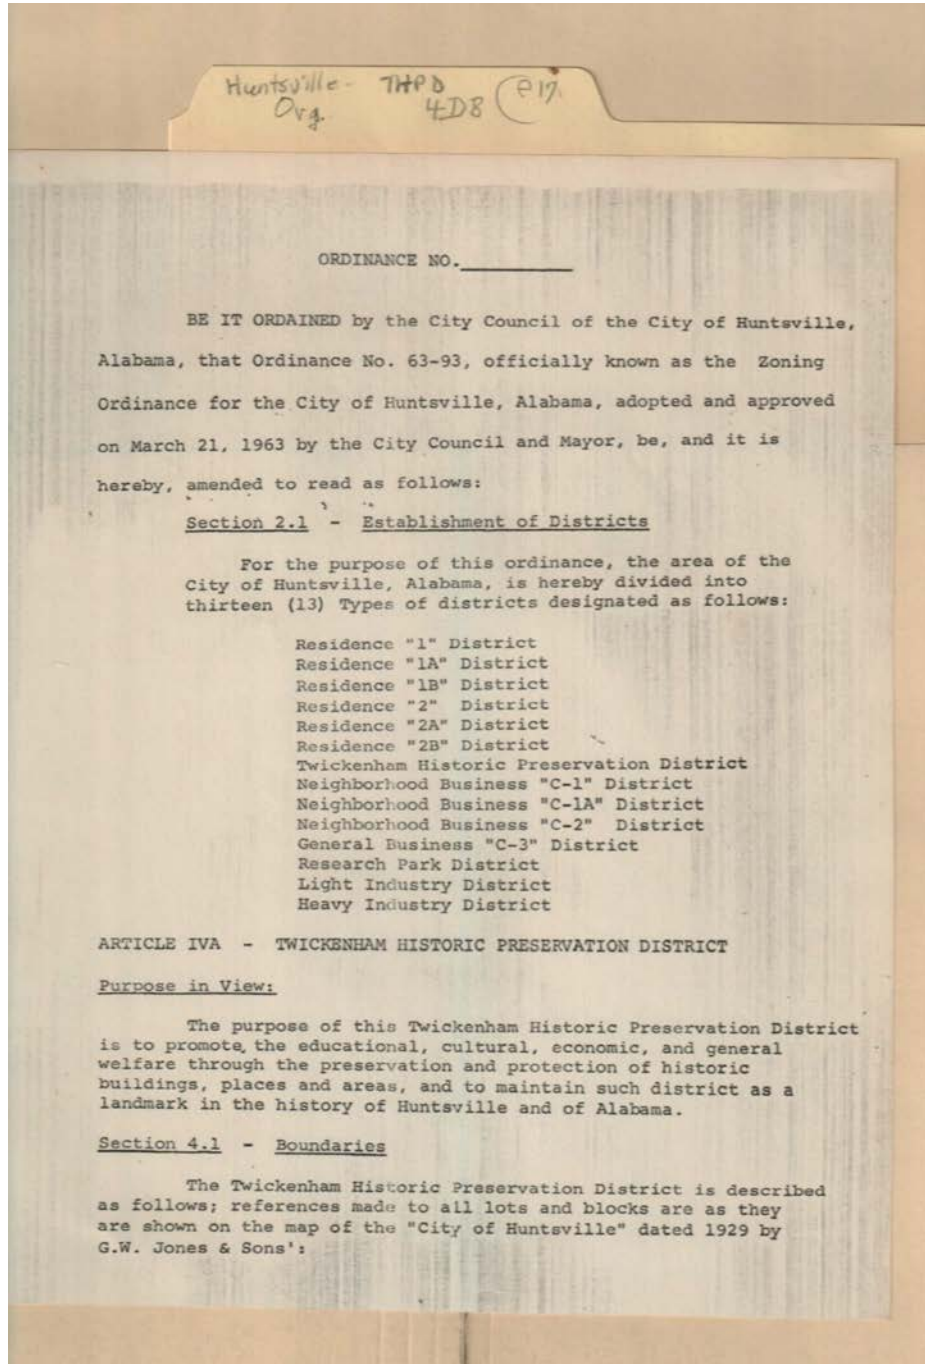 Huntsville - THPD P17.
Org. 4D8
ORDINANCE NO.__________
BE IT ORDAINED by the City Council of the City of Huntsville,
Alabama, that Ordinance No. 63-93, officially known as the Zoning
Ordinance for the City of Huntsville, Alabama, adopted and approved
on March 21, 1963 by the City Council and Mayor, be, and it is
hereby, amended to read as follows:
Section 2.1 - Establishment of Districts
For the purpose of this ordinance, the area of the
City of Huntsville, Alabama, is hereby divided into
thirteen (13) Types of districts designated as follows:
Residence "1" District
Residence "1A" District
Residence "1B" District
Residence "2" District
Residence "2A" District
Residence "2B" District
Twickenham Historic Preservation District
Neighborhood Business "C-1" District
Neighborhood Business "C-1A" District
Neighborhood Business "C-2" District
General Business "C-3" District
Research Park District
Light Industry District
Heavy Industry District
ARTICLE IVA - TWICKENHAM HISTORIC PRESERVATION DISTRICT
Purpose in View:
The purpose of this Twickenham Historic Preservation District
is to promote, the educational, cultural, economic, and general
welfare through the preservation and protection of historic
buildings, places and areas, and to maintain such district as a
landmark in the history of Huntsville and of Alabama.
Section 4.1 - Boundaries
The Twickenham Historic Preservation District is described
as follows; references made to all lots and blocks are as they
are shown on the map of the "City of Huntsville" dated 1929 by
G.W. Jones & Sons':